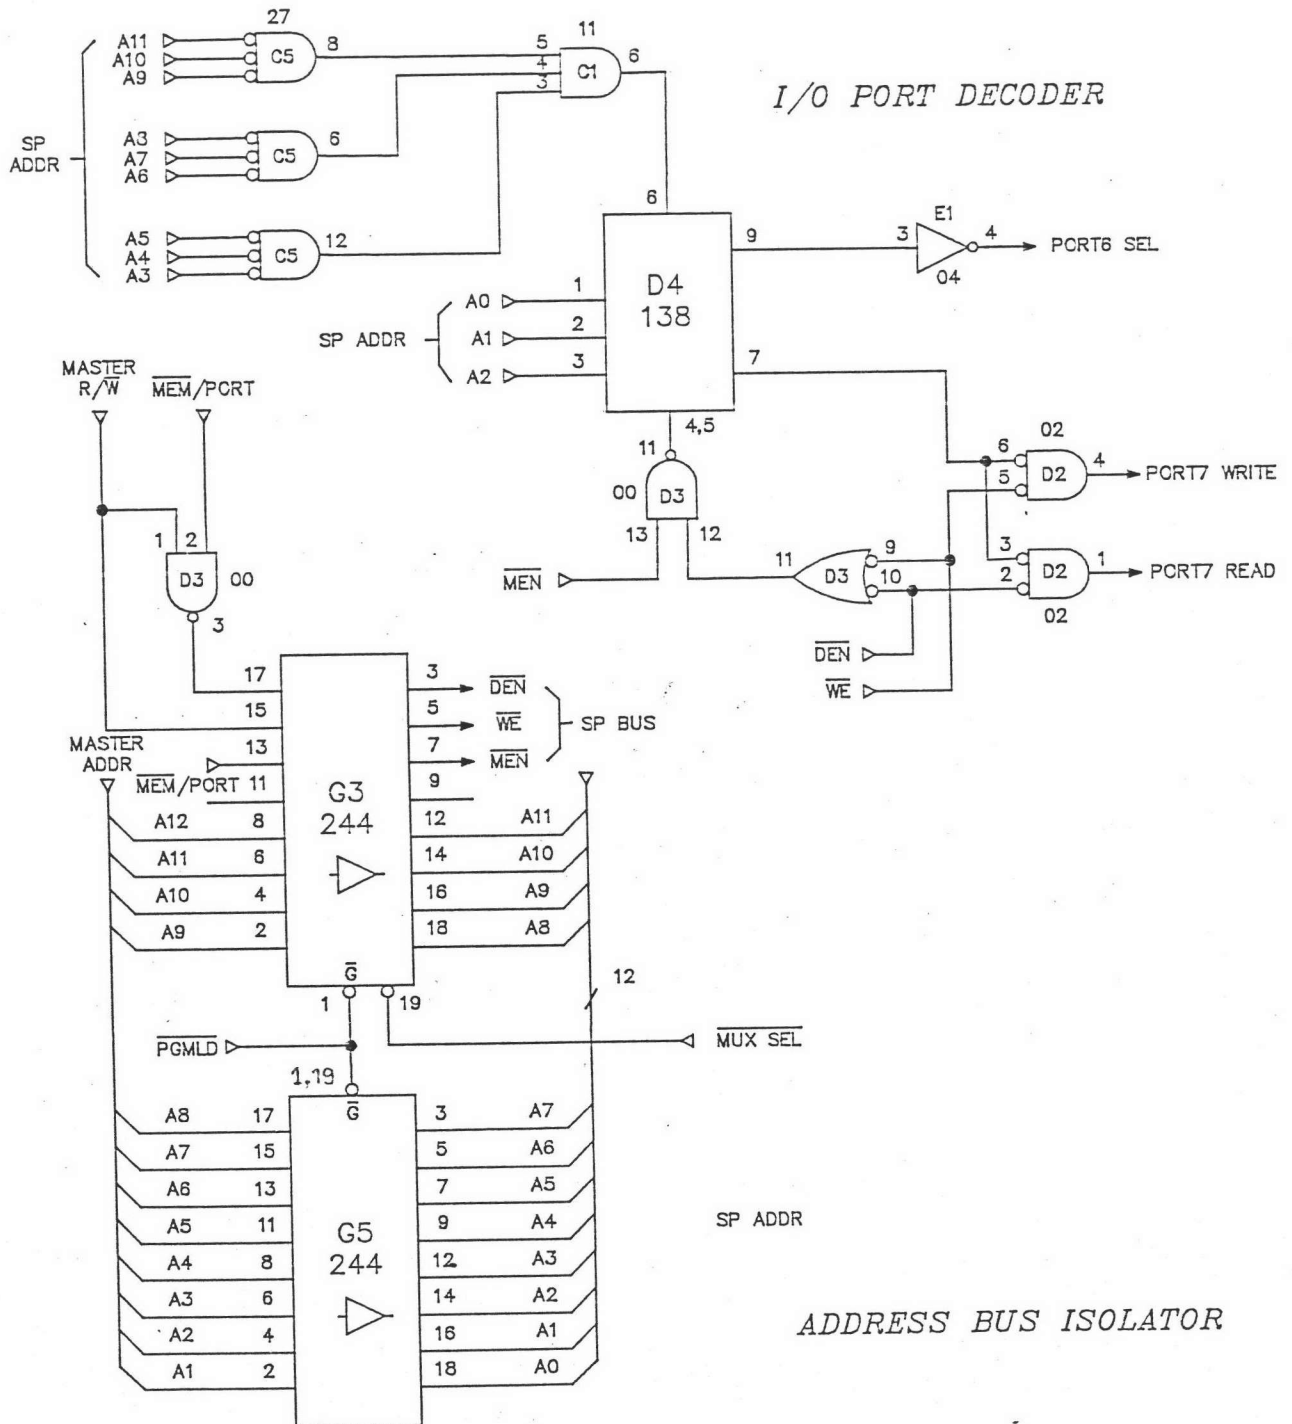 I/O PORT DECODER
27
11
SP ADDR
A11
A10
A9
C5
8
5
4
3
C1
6
A8
A7
A6
C5
6
A5
A4
A3
C5
12
6
D4
138
SP ADDR
A0 1
A1 2
A2 3
9
3
E1
04
4
PORT6 SEL
7
4,5
11
00
D3
13
12
MEN
11
D3
9
10
02
6
5
D2
4
PORT7 WRITE
3
2
D2
1
PORT7 READ
02
DEN
WE
MASTER R/W
MEM/PORT
1
2
D3
00
3
17
15
13
11
MASTER ADDR
MEM/PORT
G3
244
3 DEN
5 WE
7 MEN
9
SP BUS
A12 8
A11 6
A10 4
A9 2
12 A11
14 A10
16 A9
18 A8
G
1
19
12
PGMLD
MUX SEL
1,19
G
A8 17
A7 15
A6 13
A5 11
A4 8
A3 6
A2 4
A1 2
G5
244
3 A7
5 A6
7 A5
9 A4
12 A3
14 A2
16 A1
18 A0
SP ADDR
ADDRESS BUS ISOLATOR